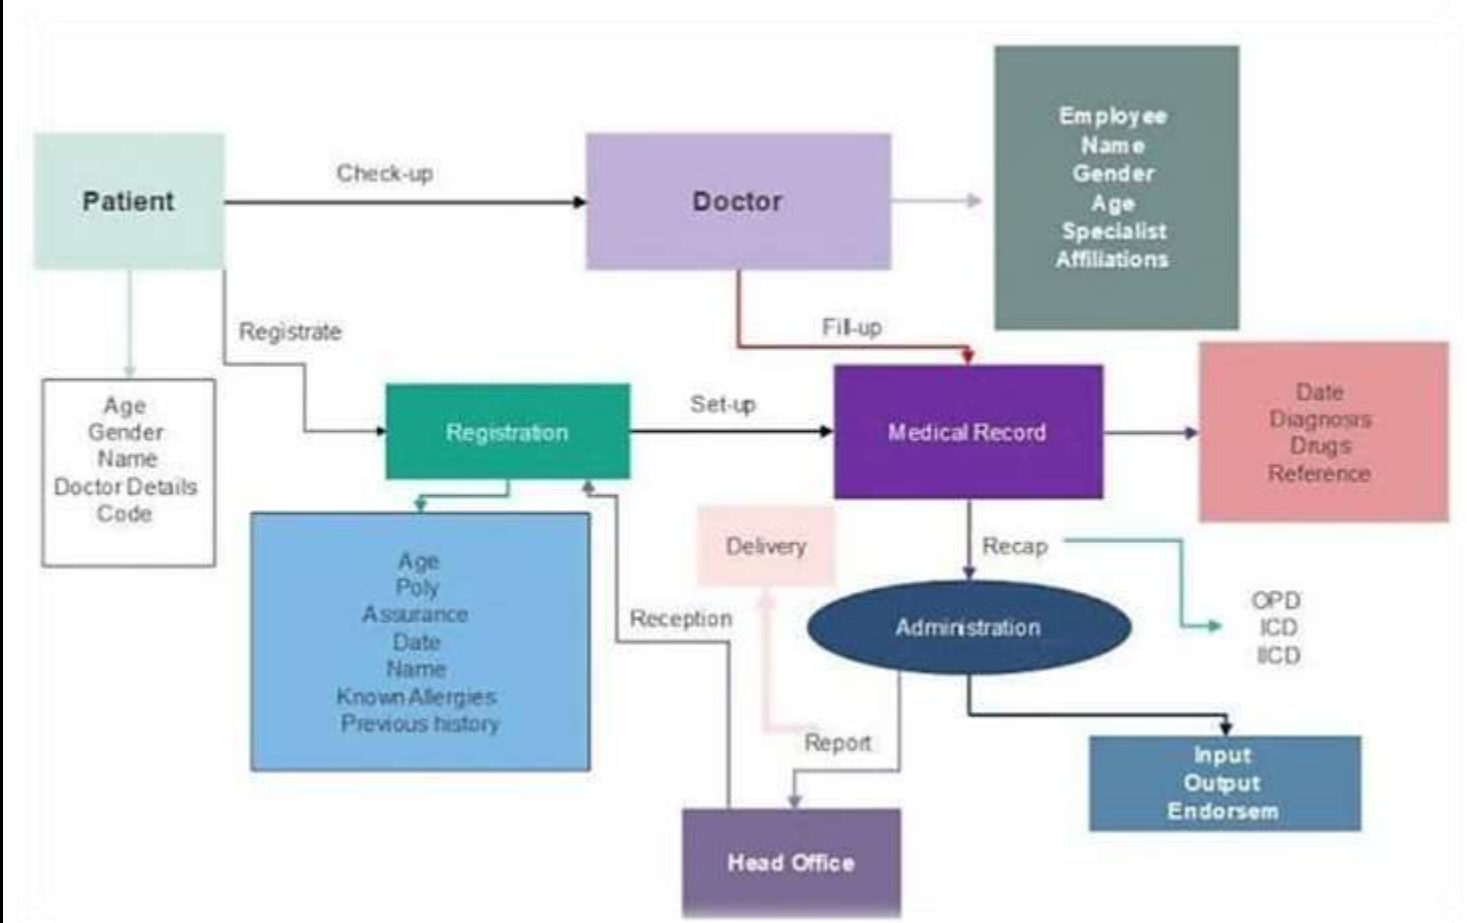 Employee
Name
Gender
Age
Specialist
Affiliations
Patient
Check-up
Doctor
Registrate
Fill-up
Age
Gender
Name
Doctor Details
Code
Registration
Set-up
Medical Record
Date
Diagnosis
Drugs
Reference
Delivery
Recap
Age
Poly
Assurance
Date
Name
Known Allergies
Previous history
Reception
Administration
OPD
ICD
IICD
Report
Input
Output
Endorsem
Head Office